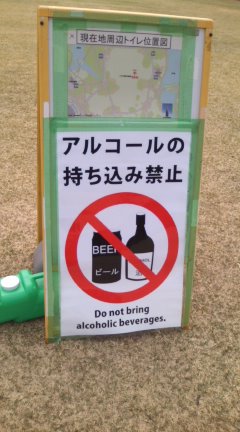 現在地周辺トイレ位置図
アルコールの
持ち込み禁止
BEER
ビール
Do not bring
alcoholic beverages.